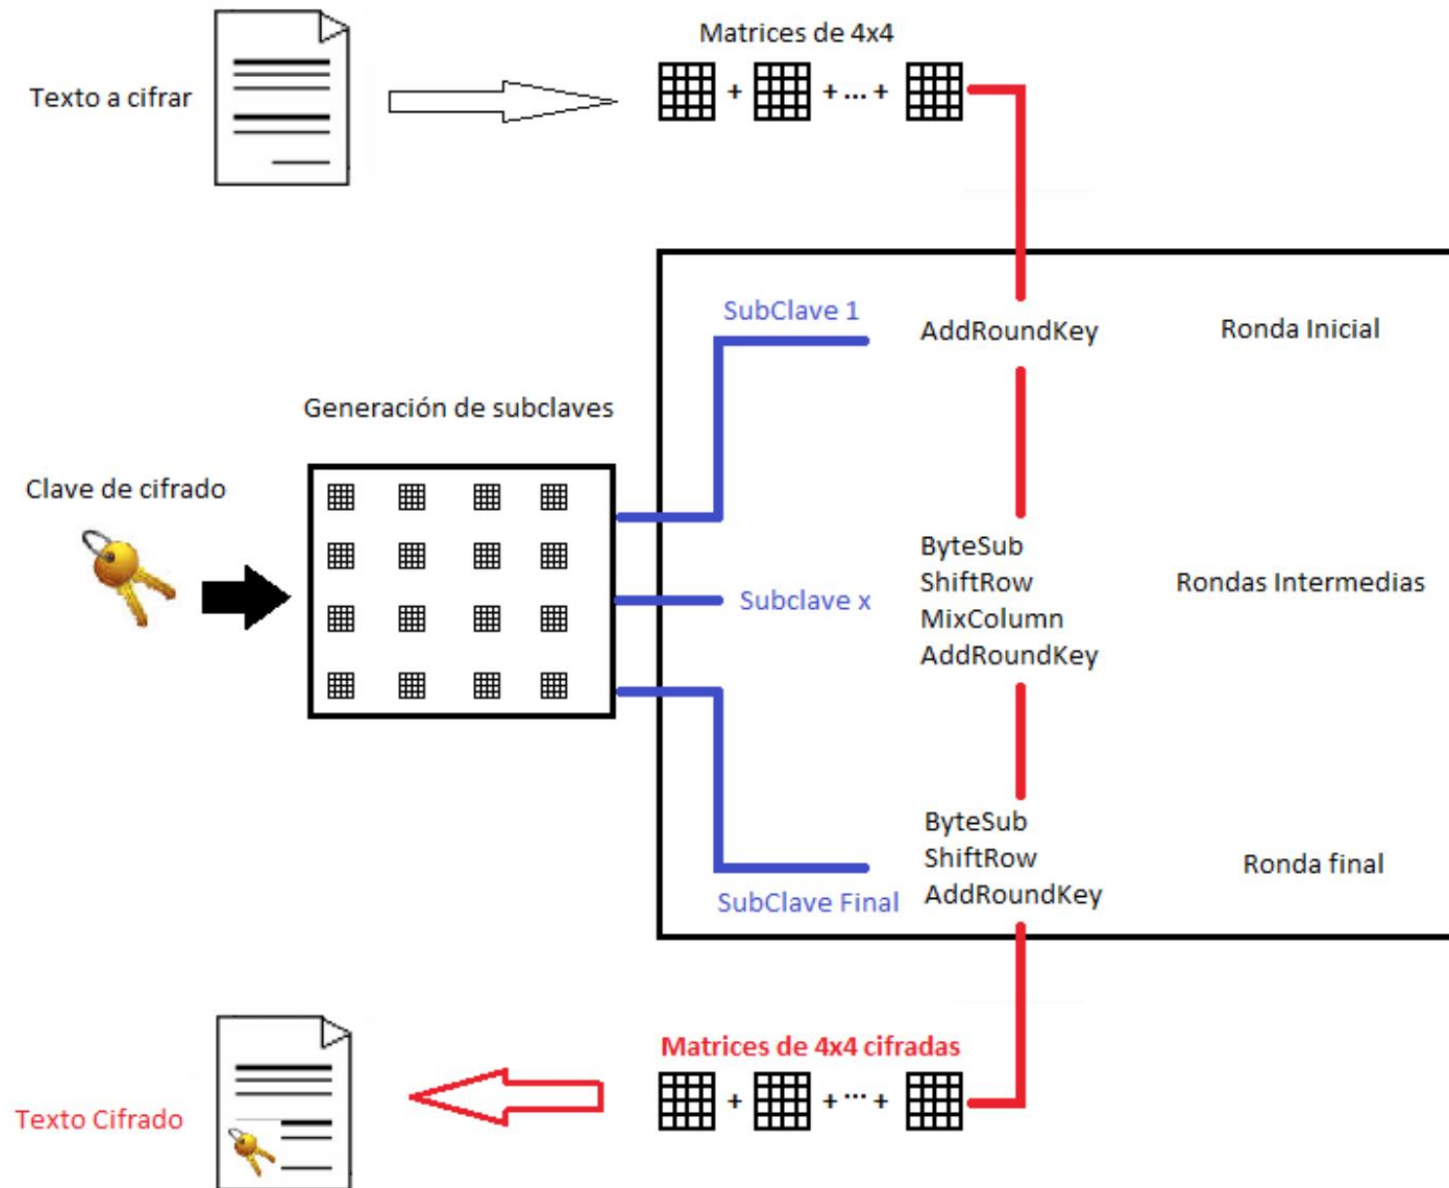 Matrices de 4x4
Texto a cifrar
+ + ... +
SubClave 1
AddRoundKey
Ronda Inicial
Generación de subclaves
Clave de cifrado
ByteSub
ShiftRow
MixColumn
AddRoundKey
Subclave x
Rondas Intermedias
ByteSub
ShiftRow
AddRoundKey
SubClave Final
Ronda final
Matrices de 4x4 cifradas
+ + ... +
Texto Cifrado